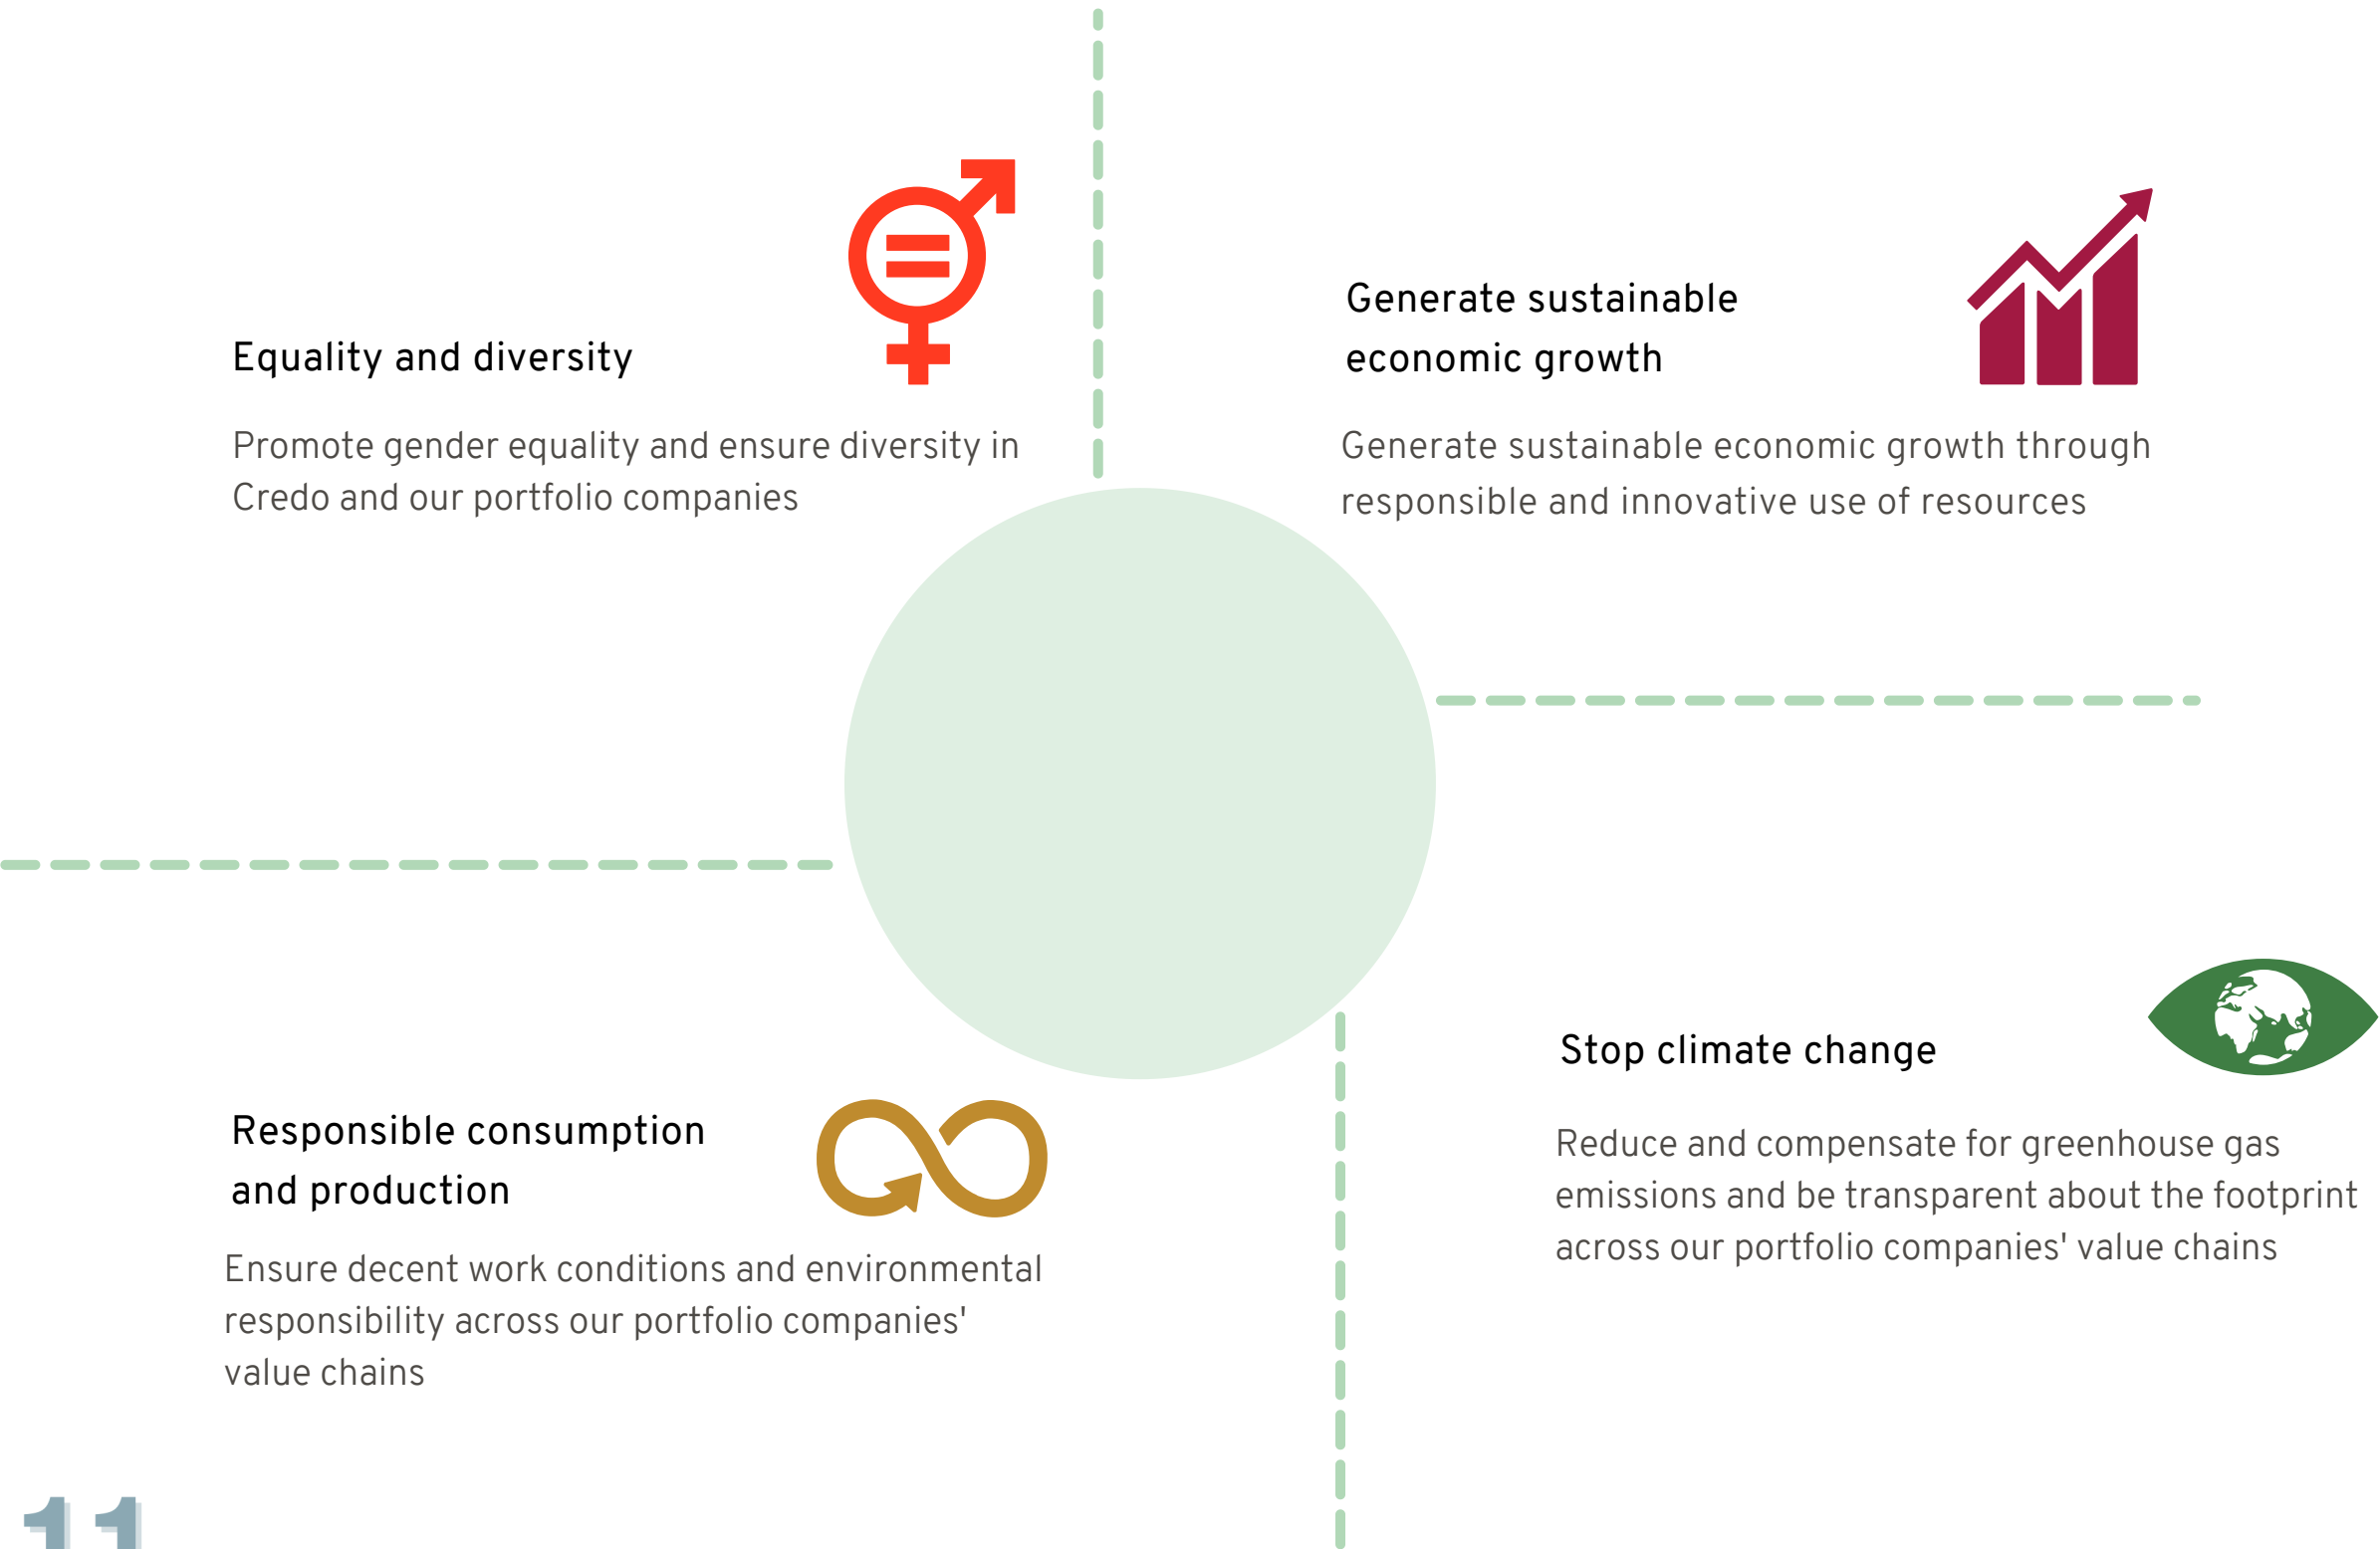 Equality and diversity
Promote gender equality and ensure diversity in
Credo and our portfolio companies
Generate sustainable
economic growth
Generate sustainable economic growth through
responsible and innovative use of resources
Responsible consumption
and production
Ensure decent work conditions and environmental
responsibility across our portfolio companies'
value chains
Stop climate change
Reduce and compensate for greenhouse gas
emissions and be transparent about the footprint
across our portfolio companies' value chains
11